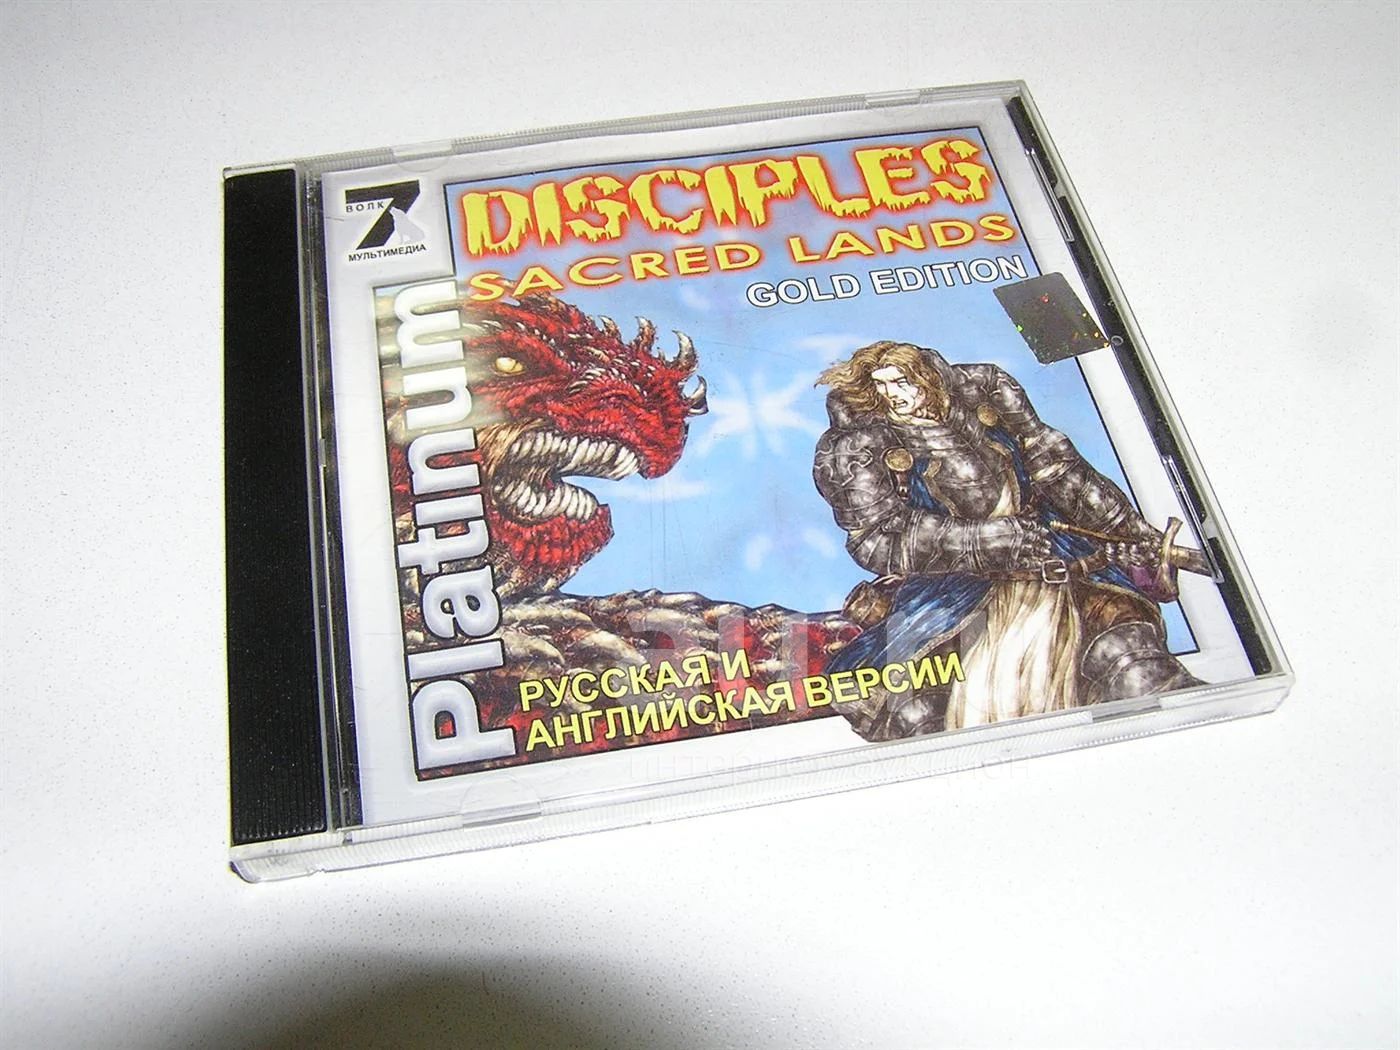 7
ВОЛК
МУЛЬТИМЕДИА
DISCIPLES
SACRED LANDS
GOLD EDITION
Platinum
РУССКАЯ И
АНГЛИЙСКАЯ ВЕРСИИ